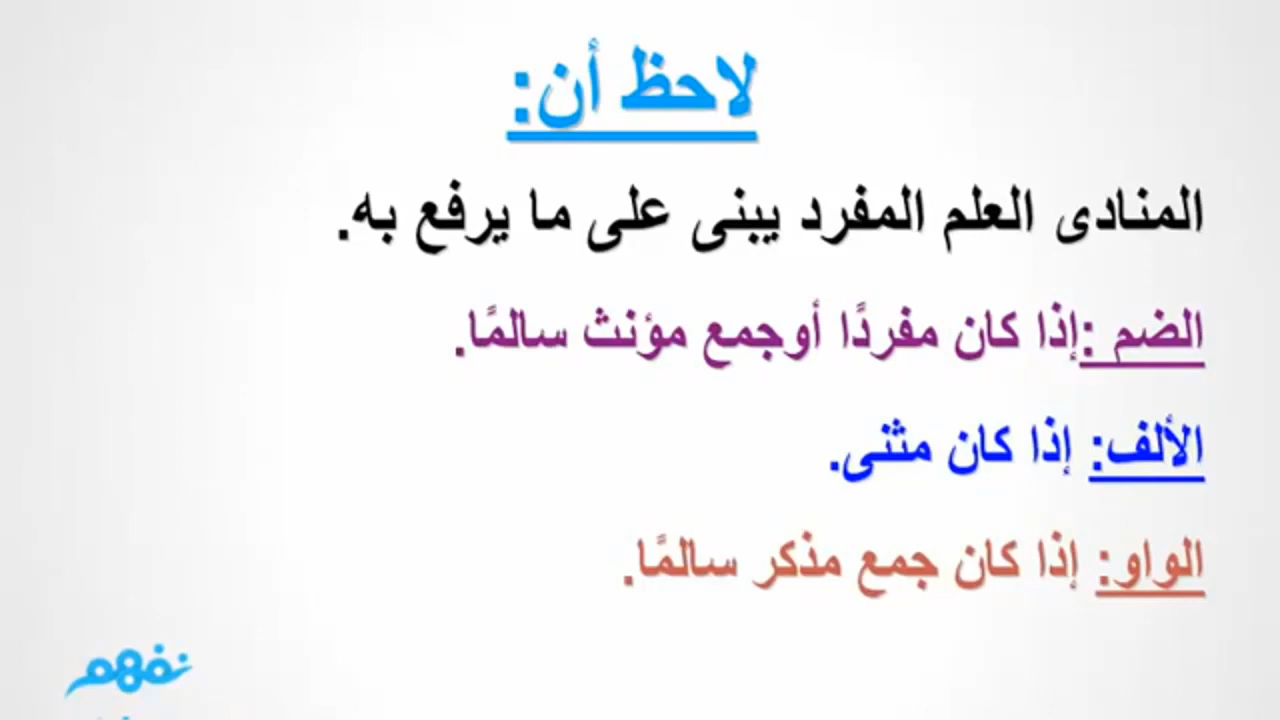 لاحظ أن:
المنادى العلم المفرد يبنى على ما يرفع به.
الضم :إذا كان مفردًا أوجمع مؤنث سالمًا.
الألف: إذا كان مثنى.
الواو: إذا كان جمع مذكر سالمًا.
نفهم